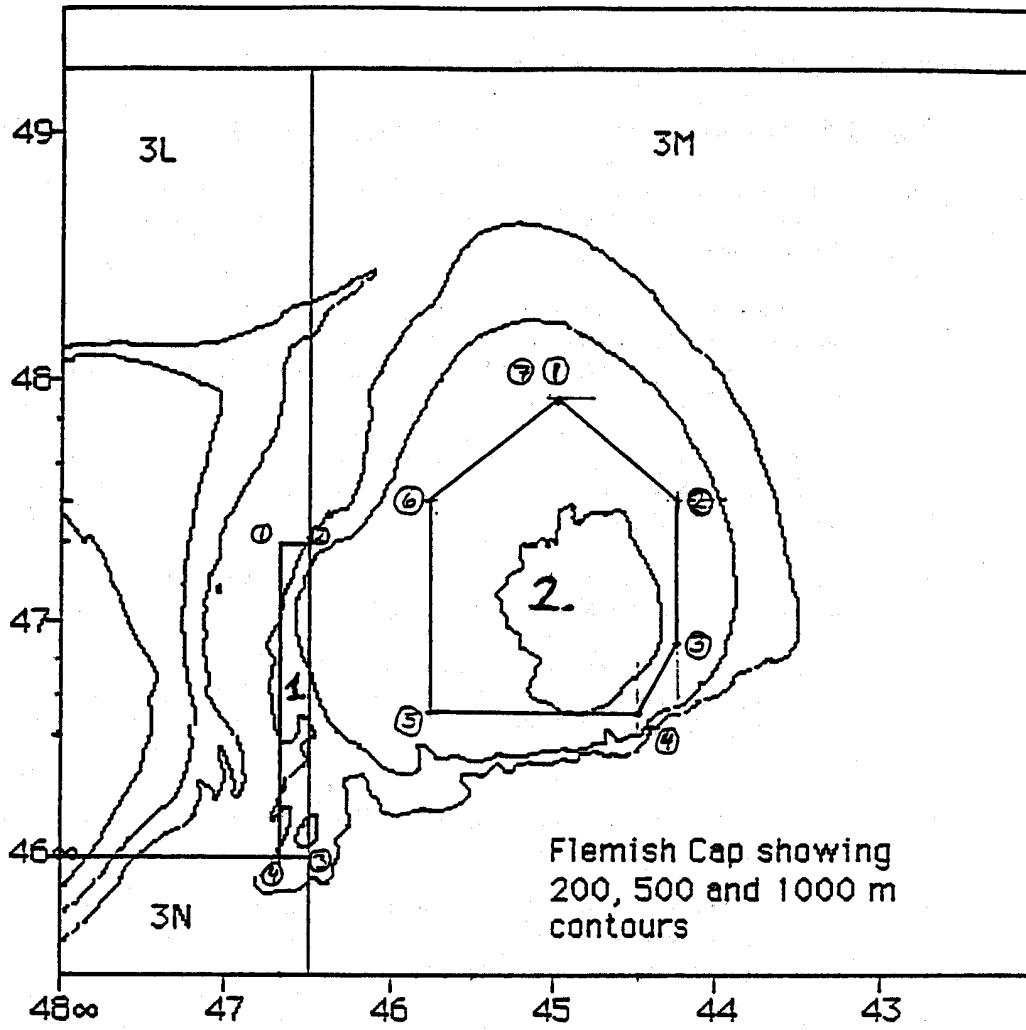 49
3L
3M
48
⑦ ①
⑥
②
① ②
47
2.
③
1.
⑤
④
46∞
④ ③
Flemish Cap showing
200, 500 and 1000 m
contours
3N
48∞ 47 46 45 44 43